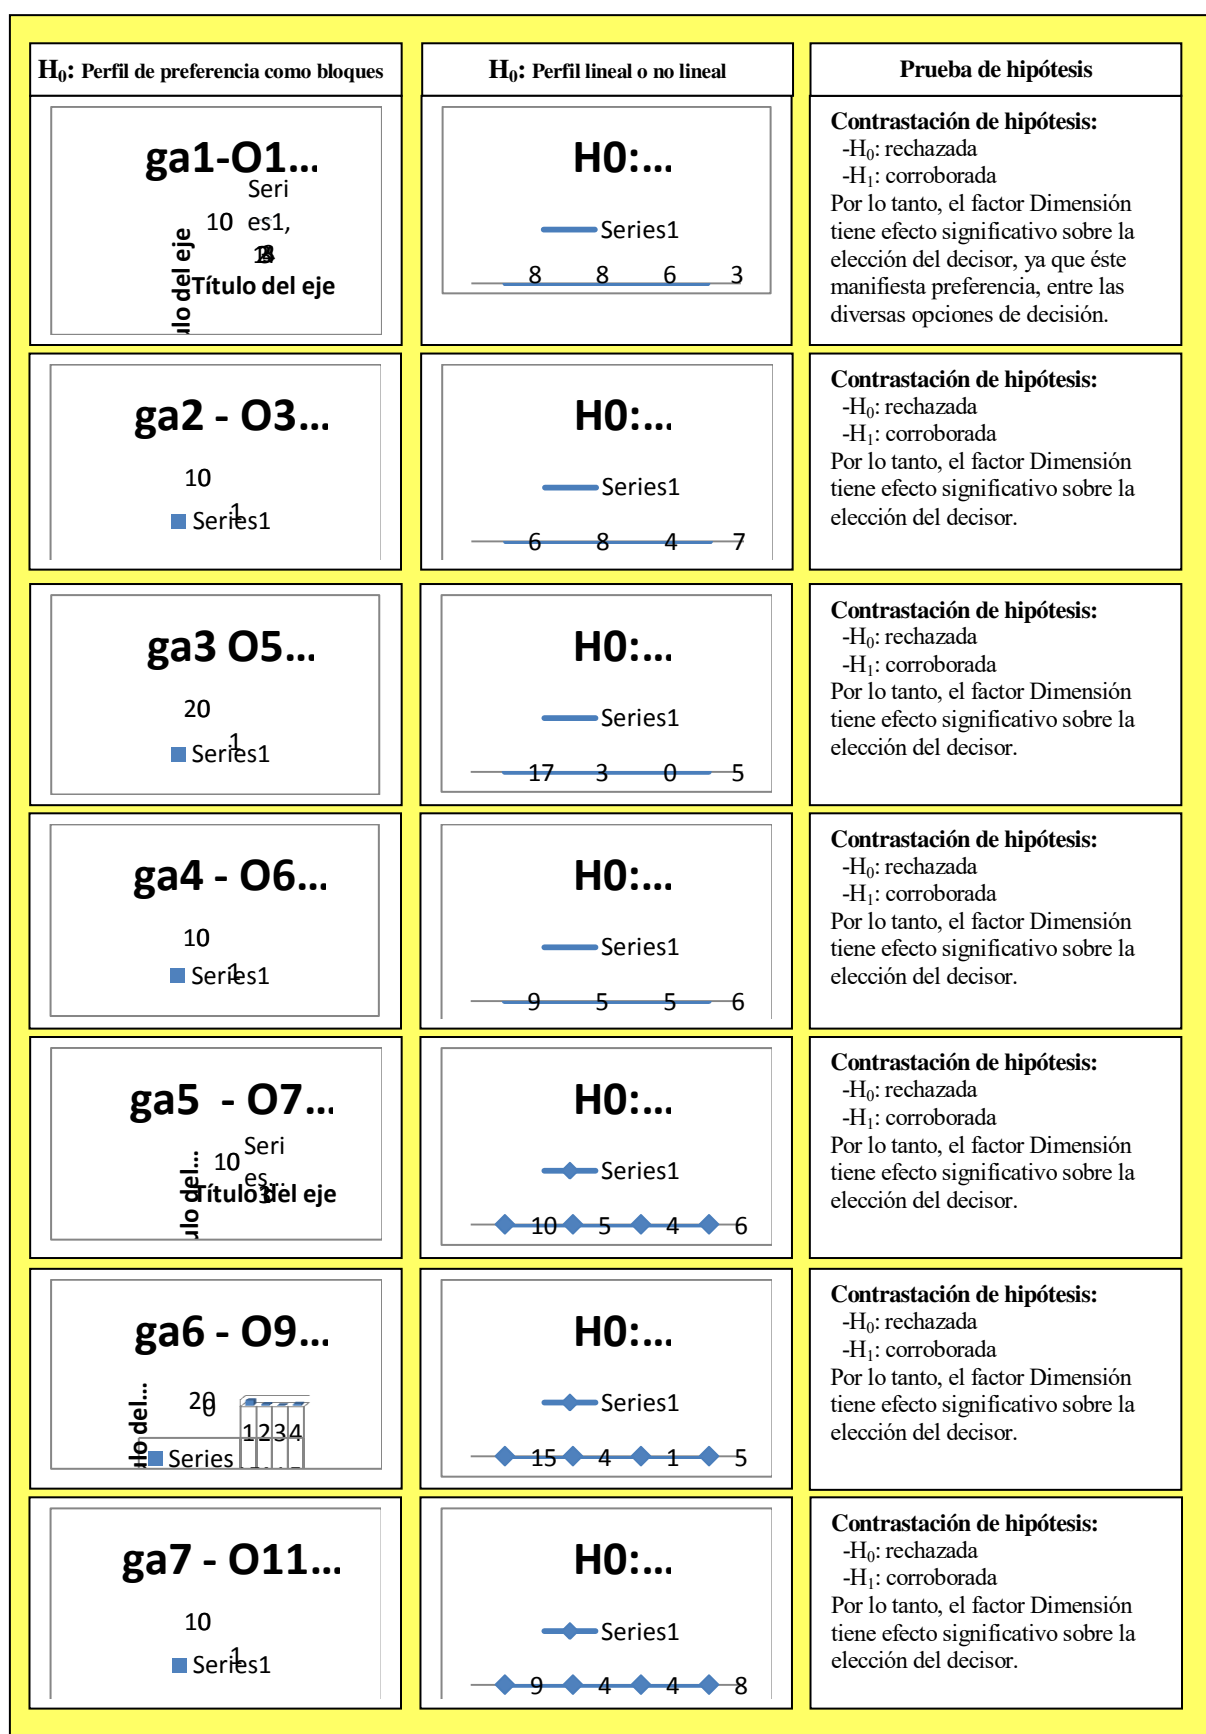 H0: Perfil de preferencia como bloques
H0: Perfil lineal o no lineal
Prueba de hipótesis
ga1-O1...
Seri
10 es1,
Título del eje
H0:...
Series1
8 8 6 3
Contrastación de hipótesis:
-H0: rechazada
-H1: corroborada
Por lo tanto, el factor Dimensión
tiene efecto significativo sobre la
elección del decisor, ya que éste
manifiesta preferencia, entre las
diversas opciones de decisión.
ga2 - O3...
10
1
Series1
H0:...
Series1
6 8 4 7
Contrastación de hipótesis:
-H0: rechazada
-H1: corroborada
Por lo tanto, el factor Dimensión
tiene efecto significativo sobre la
elección del decisor.
ga3 O5...
20
1
Series1
H0:...
Series1
17 3 0 5
Contrastación de hipótesis:
-H0: rechazada
-H1: corroborada
Por lo tanto, el factor Dimensión
tiene efecto significativo sobre la
elección del decisor.
ga4 - O6...
10
1
Series1
H0:...
Series1
9 5 5 6
Contrastación de hipótesis:
-H0: rechazada
-H1: corroborada
Por lo tanto, el factor Dimensión
tiene efecto significativo sobre la
elección del decisor.
ga5 - O7...
Seri
10 es...
Título del eje
H0:...
Series1
10 5 4 6
Contrastación de hipótesis:
-H0: rechazada
-H1: corroborada
Por lo tanto, el factor Dimensión
tiene efecto significativo sobre la
elección del decisor.
ga6 - O9...
20
0
1 2 3 4
Series
H0:...
Series1
15 4 1 5
Contrastación de hipótesis:
-H0: rechazada
-H1: corroborada
Por lo tanto, el factor Dimensión
tiene efecto significativo sobre la
elección del decisor.
ga7 - O11...
10
1
Series1
H0:...
Series1
9 4 4 8
Contrastación de hipótesis:
-H0: rechazada
-H1: corroborada
Por lo tanto, el factor Dimensión
tiene efecto significativo sobre la
elección del decisor.